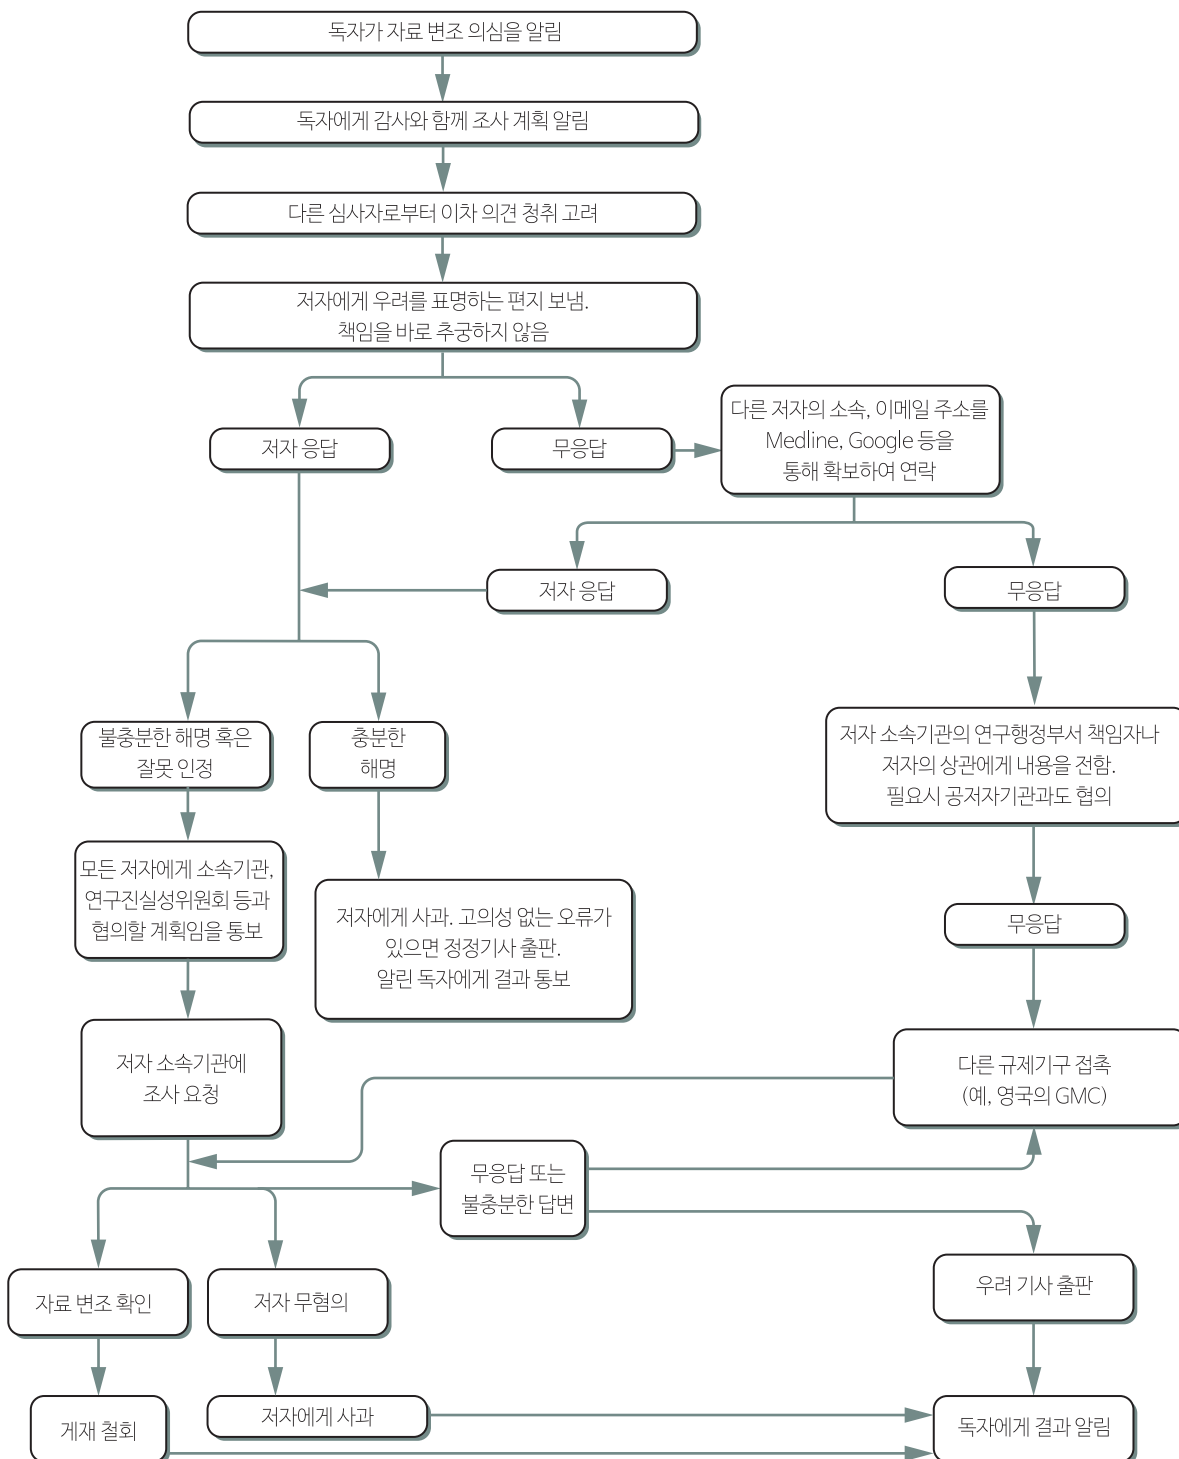 독자가 자료 변조 의심을 알림
독자에게 감사와 함께 조사 계획 알림
다른 심사자로부터 이차 의견 청취 고려
저자에게 우려를 표명하는 편지 보냄.
책임을 바로 추궁하지 않음
저자 응답
무응답
다른 저자의 소속, 이메일 주소를
Medline, Google 등을
통해 확보하여 연락
저자 응답
무응답
불충분한 해명 혹은
잘못 인정
충분한
해명
저자 소속기관의 연구행정부서 책임자나
저자의 상관에게 내용을 전함.
필요시 공저자기관과도 협의
모든 저자에게 소속기관,
연구진실성위원회 등과
협의할 계획임을 통보
저자에게 사과. 고의성 없는 오류가
있으면 정정기사 출판.
알린 독자에게 결과 통보
무응답
저자 소속기관에
조사 요청
다른 규제기구 접촉
(예, 영국의 GMC)
무응답 또는
불충분한 답변
자료 변조 확인
저자 무혐의
우려 기사 출판
게재 철회
저자에게 사과
독자에게 결과 알림